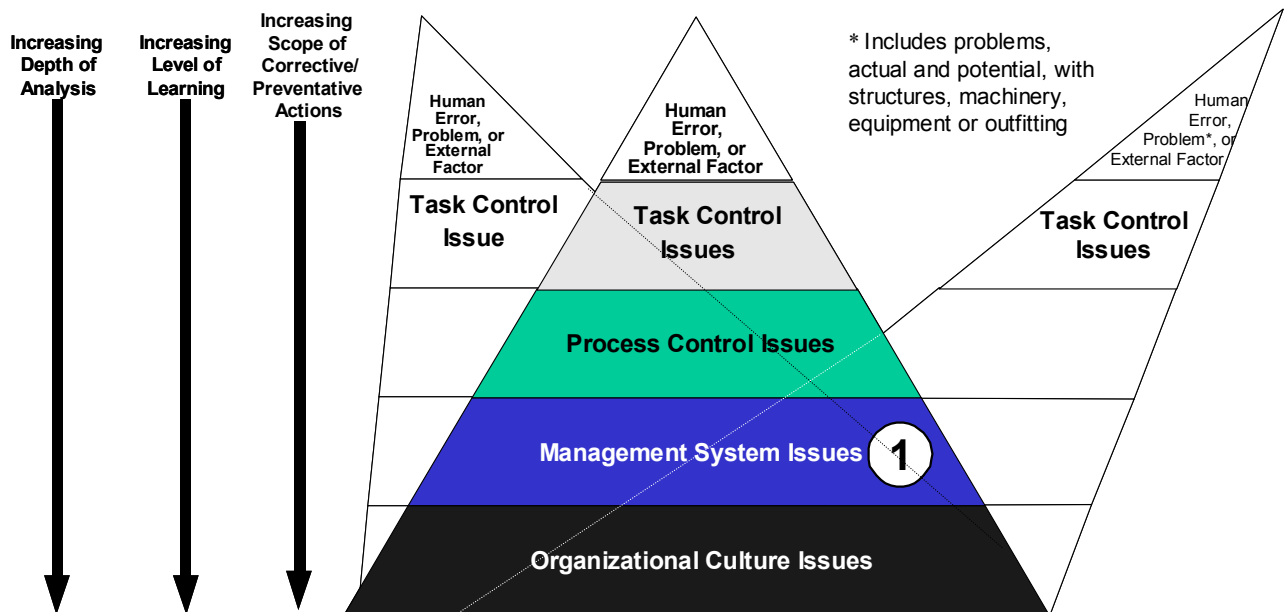 Increasing
Depth of
Analysis
Increasing
Level of
Learning
Increasing
Scope of
Corrective/
Preventative
Actions
Human
Error,
Problem, or
External
Factor
Task Control
Issue
Human
Error,
Problem, or
External Factor
Task Control
Issues
Process Control Issues
Management System Issues
1
Organizational Culture Issues
* Includes problems,
actual and potential, with
structures, machinery,
equipment or outfitting
Human
Error,
Problem*, or
External Factor
Task Control
Issues